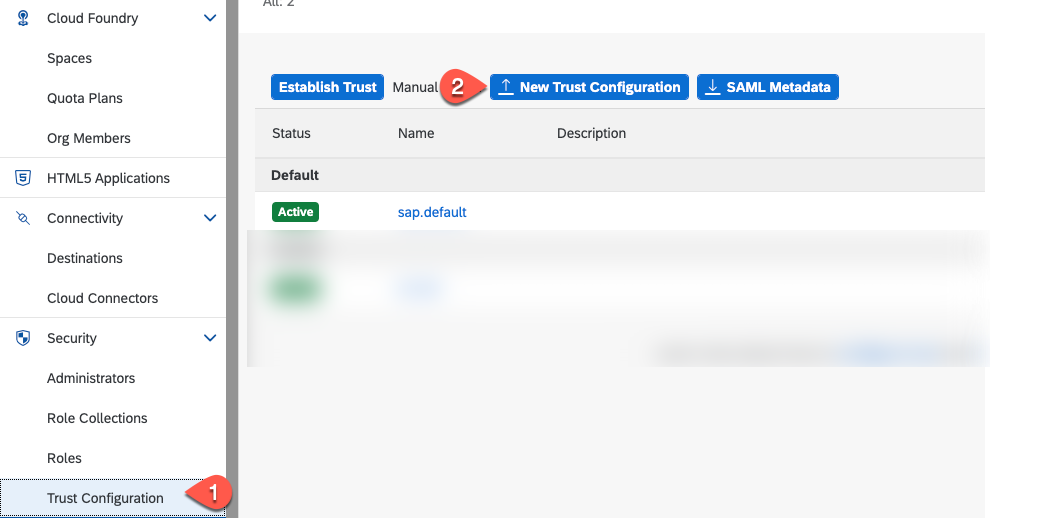 Cloud Foundry
Spaces
Quota Plans
Org Members
HTML5 Applications
Connectivity
Destinations
Cloud Connectors
Security
Administrators
Role Collections
Roles
Trust Configuration
1
All: 2
Establish Trust Manual 2 New Trust Configuration SAML Metadata
Status Name Description
Default
Active sap.default